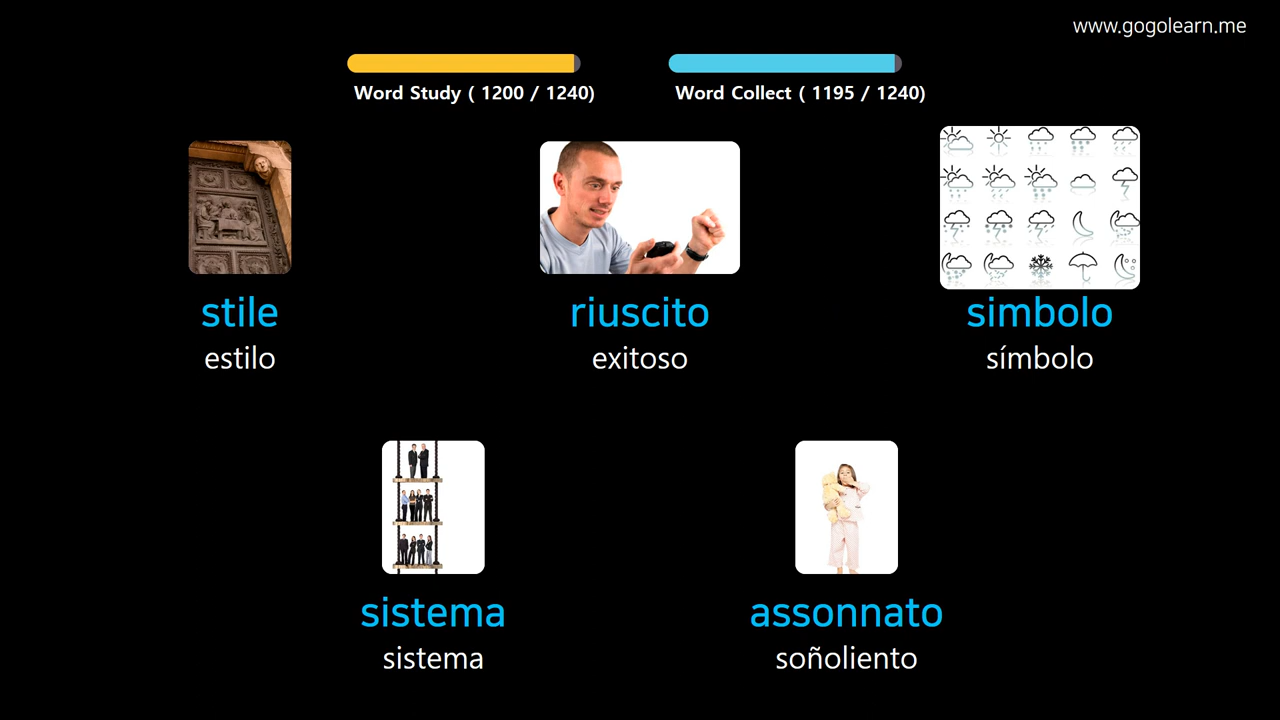 www.gogolearn.me
Word Study ( 1200 / 1240)
Word Collect ( 1195 / 1240)
stile
estilo
riuscito
exitoso
simbolo
símbolo
sistema
sistema
assonnato
soñoliento